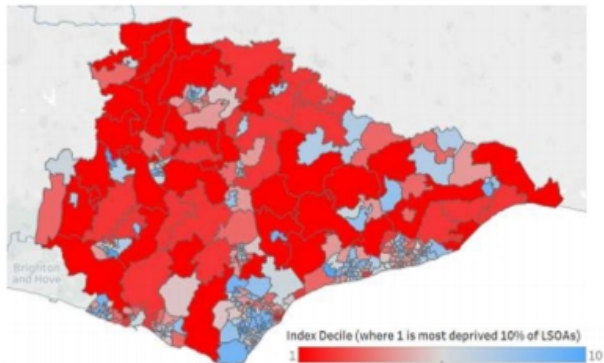 Brighton
and Hove
Index Decile (where 1 is most deprived 10% of LSOAs)
1 10